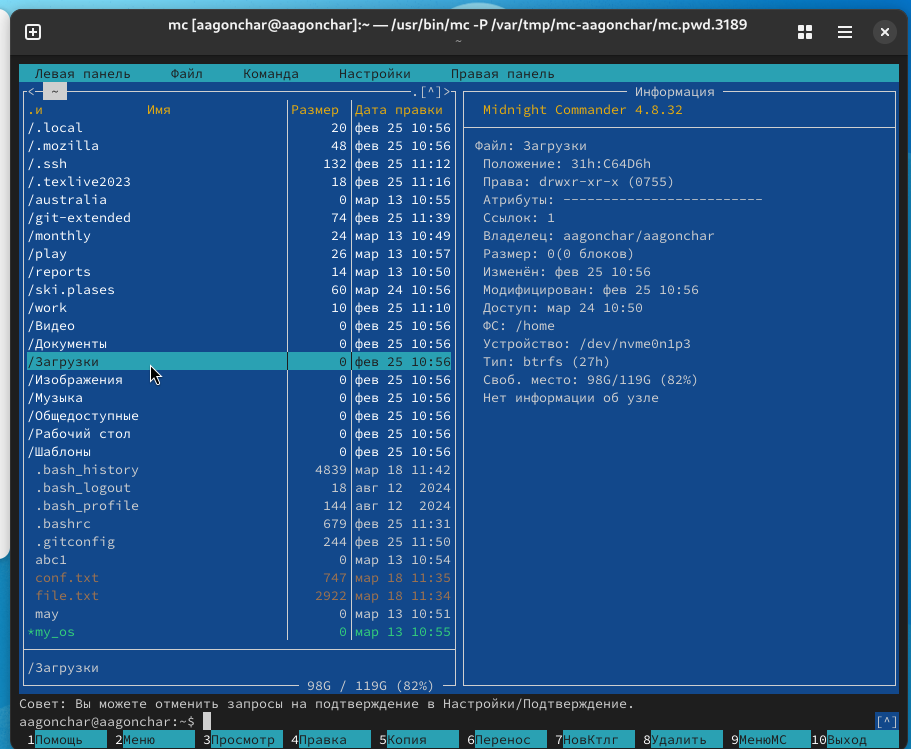 mc [aagonchar@aagonchar]:~ — /usr/bin/mc -P /var/tmp/mc-aagonchar/mc.pwd.3189
~
Левая панель Файл Команда Настройки Правая панель
<─ ~ .[^]>
.и Имя Размер Дата правки
/.local 20 фев 25 10:56
/.mozilla 48 фев 25 10:56
/.ssh 132 фев 25 11:12
/.texlive2023 18 фев 25 11:16
/australia 0 мар 13 10:55
/git-extended 74 фев 25 11:39
/monthly 24 мар 13 10:49
/play 26 мар 13 10:57
/reports 14 мар 13 10:50
/ski.plases 60 мар 24 10:56
/work 10 фев 25 11:10
/Видео 0 фев 25 10:56
/Документы 0 фев 25 10:56
/Загрузки 0 фев 25 10:56
/Изображения 0 фев 25 10:56
/Музыка 0 фев 25 10:56
/Общедоступные 0 фев 25 10:56
/Рабочий стол 0 фев 25 10:56
/Шаблоны 0 фев 25 10:56
.bash_history 4839 мар 18 11:42
.bash_logout 18 авг 12 2024
.bash_profile 144 авг 12 2024
.bashrc 679 фев 25 11:31
.gitconfig 244 фев 25 11:50
abc1 0 мар 13 10:54
conf.txt 747 мар 18 11:35
file.txt 2922 мар 18 11:34
may 0 мар 13 10:51
*my_os 0 мар 13 10:55
/Загрузки
98G / 119G (82%)
Информация
Midnight Commander 4.8.32
Файл: Загрузки
Положение: 31h:C64D6h
Права: drwxr-xr-x (0755)
Атрибуты: -------------------------
Ссылок: 1
Владелец: aagonchar/aagonchar
Размер: 0(0 блоков)
Изменён: фев 25 10:56
Модифицирован: фев 25 10:56
Доступ: мар 24 10:50
ФС: /home
Устройство: /dev/nvme0n1p3
Тип: btrfs (27h)
Своб. место: 98G/119G (82%)
Нет информации об узле
Совет: Вы можете отменить запросы на подтверждение в Настройки/Подтверждение.
aagonchar@aagonchar:~$ [^]
1Помощь 2Меню 3Просмотр 4Правка 5Копия 6Перенос 7НовКтлг 8Удалить 9МенюMC 10Выход